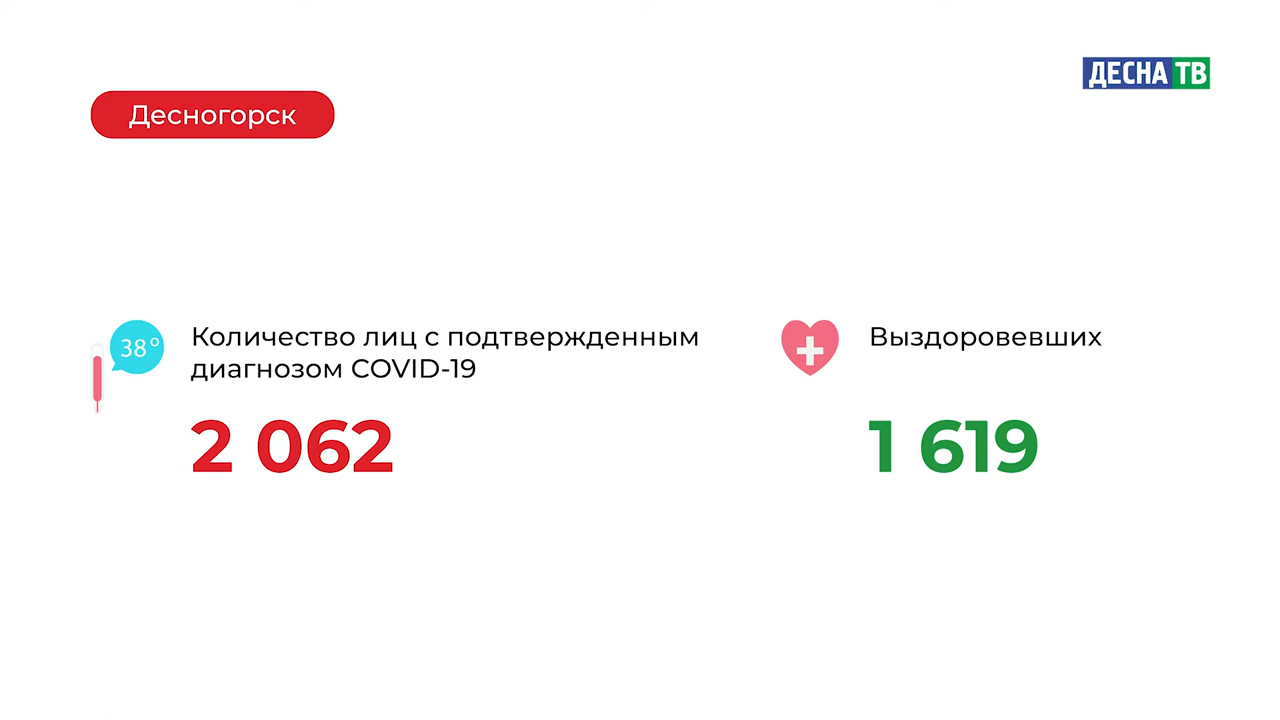 ДЕСНА ТВ
Десногорск
38°
Количество лиц с подтвержденным
диагнозом COVID-19
2 062
Выздоровевших
1 619